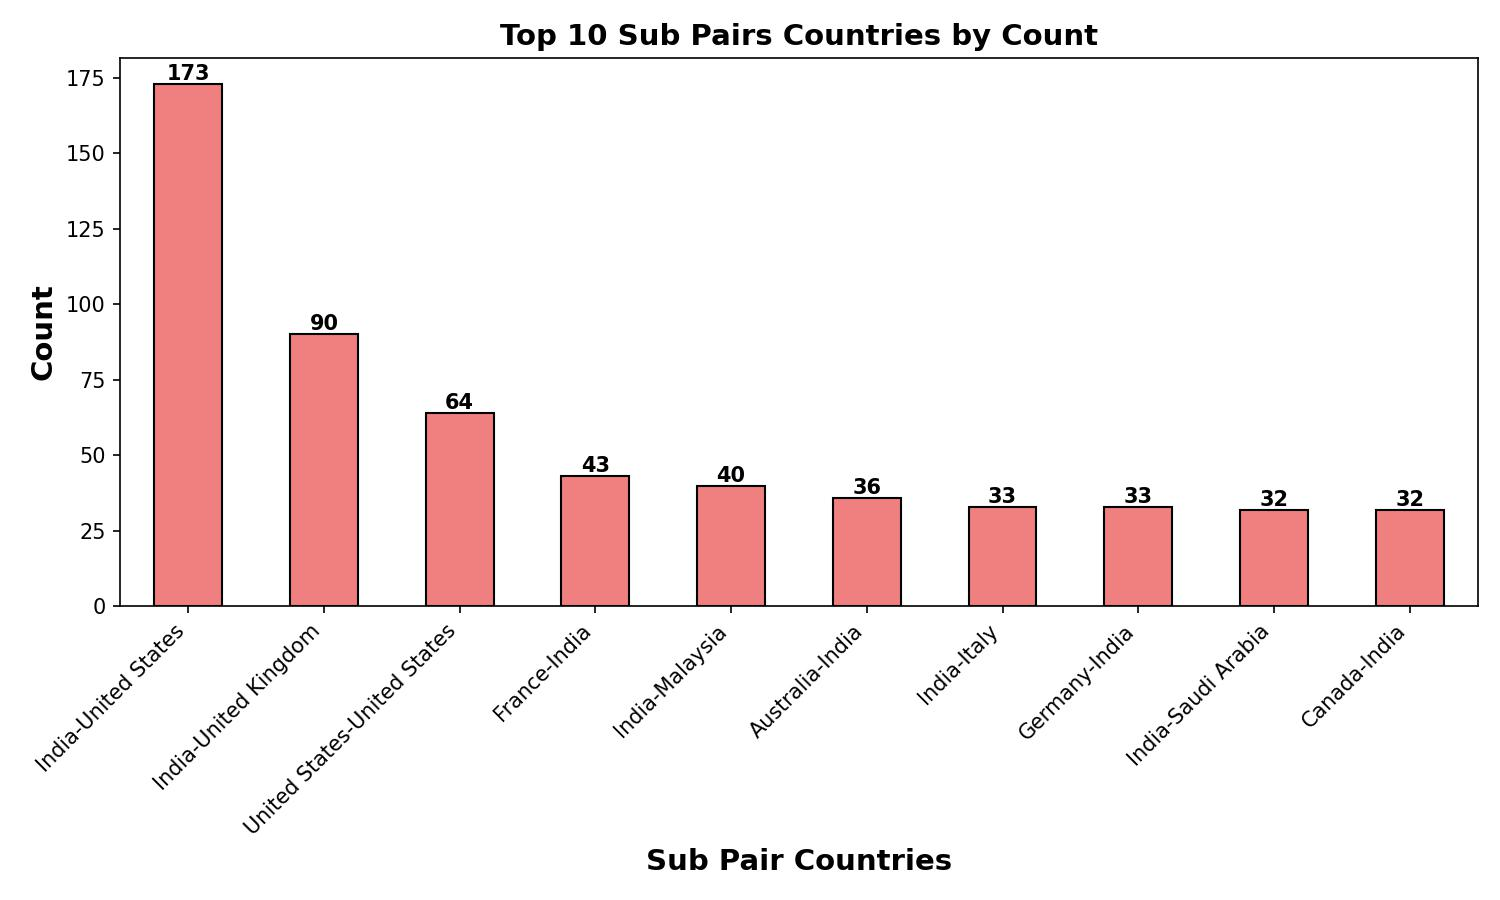 Top 10 Sub Pairs Countries by Count
Count
175
150
125
100
75
50
25
0
173
90
64
43
40
36
33
33
32
32
India-United States
India-United Kingdom
United States-United States
France-India
India-Malaysia
Australia-India
India-Italy
Germany-India
India-Saudi Arabia
Canada-India
Sub Pair Countries